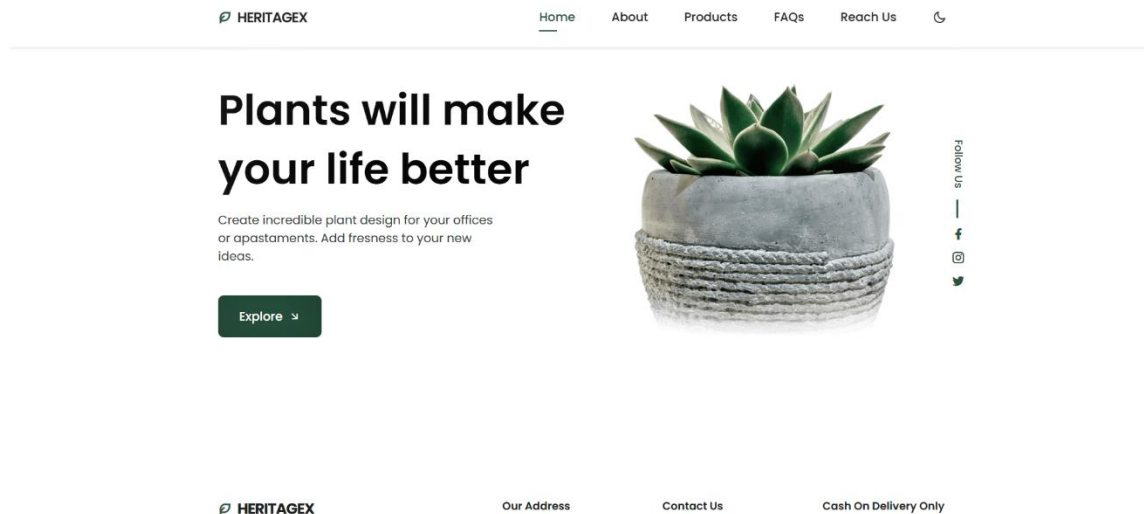 HERITAGEX
Home About Products FAQs Reach Us
Plants will make
your life better
Create incredible plant design for your offices
or apastaments. Add fresness to your new
ideas.
Explore
Follow Us
HERITAGEX
Our Address
Contact Us
Cash On Delivery Only